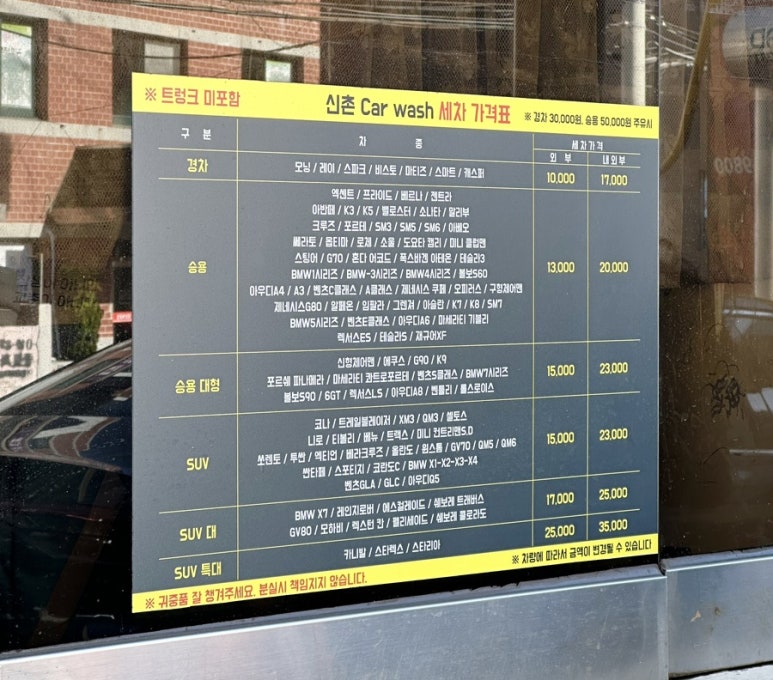 ※ 트렁크 미포함
신촌 Car wash 세차 가격표
※ 경차 30,000원, 승용 50,000원 주유시
구 분
차 종
세차가격
외 부
내외부
경차
모닝 / 레이 / 스파크 / 비스토 / 마티즈 / 스마트 / 캐스퍼
10,000
17,000
엑센트 / 프라이드 / 베르나 / 젠트라
아반떼 / K3 / K5 / 벨로스터 / 소나타 / 말리부
크루즈 / 포르테 / SM3 / SM5 / SM6 / 아베오
쏘라토 / 옵티마 / 로체 / 소울 / 도요타 캠리 / 미니 클럽맨
승용
스팅어 / G70 / 혼다 어코드 / 폭스바겐 아테온 / 테슬라3
13,000
20,000
BMW1시리즈 / BMW-3시리즈 / BMW4시리즈 / 볼보S60
아우디A4 / A3 / 벤츠C클래스 / A클래스 / 제네시스 쿠페 / 오피러스 / 구형체어맨
제네시스G80 / 알페온 / 임팔라 / 그랜저 / 아슬란 / K7 / K8 / SM7
BMW5시리즈 / 벤츠E클래스 / 아우디A6 / 마세라티 기블리
렉서스ES / 테슬라S / 재규어XF
신형체어맨 / 에쿠스 / G90 / K9
승용 대형
포르쉐 파나메라 / 마세라티 콰트로포르테 / 벤츠S클래스 / BMW7시리즈
15,000
23,000
볼보S90 / 6GT / 렉서스LS / 아우디A8 / 벤틀리 / 롤스로이스
코나 / 트레일블레이저 / XM3 / QM3 / 셀토스
니로 / 티볼리 / 베뉴 / 트랙스 / 미니 컨트리맨S,D
SUV
쏘렌토 / 투싼 / 액티언 / 베라크루즈 / 올란도 / 윈스톰 / GV70 / QM5 / QM6
15,000
23,000
싼타페 / 스포티지 / 코란도C / BMW X1-X2-X3-X4
벤츠GLA / GLC / 아우디Q5
SUV 대
BMW X7 / 레인지로버 / 에스컬레이드 / 쉐보레 트래버스
17,000
25,000
GV80 / 모하비 / 렉스턴 칸 / 펠리세이드 / 쉐보레 콜로라도
SUV 특대
카니발 / 스타렉스 / 스타리아
25,000
35,000
※ 귀중품 잘 챙겨주세요. 분실시 책임지지 않습니다.
※ 차량에 따라서 금액이 변경될 수 있습니다
9800